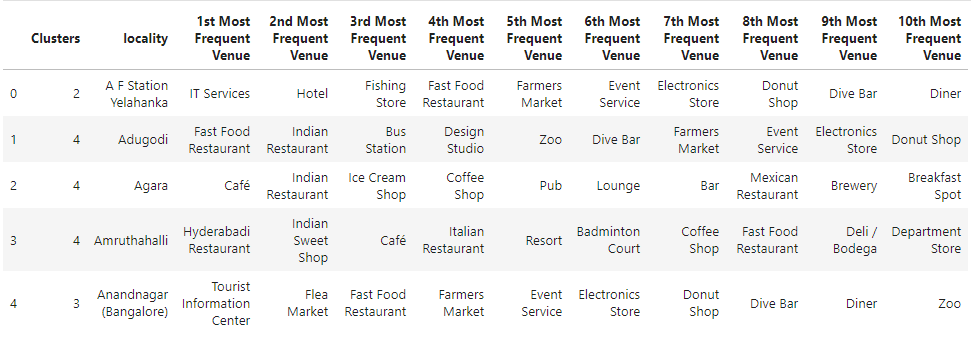 Clusters locality 1st Most Frequent Venue 2nd Most Frequent Venue 3rd Most Frequent Venue 4th Most Frequent Venue 5th Most Frequent Venue 6th Most Frequent Venue 7th Most Frequent Venue 8th Most Frequent Venue 9th Most Frequent Venue 10th Most Frequent Venue
0 2 A F Station Yelahanka IT Services Hotel Fishing Store Fast Food Restaurant Farmers Market Event Service Electronics Store Donut Shop Dive Bar Diner
1 4 Adugodi Fast Food Restaurant Indian Restaurant Bus Station Design Studio Zoo Dive Bar Farmers Market Event Service Electronics Store Donut Shop
2 4 Agara Café Indian Restaurant Ice Cream Shop Coffee Shop Pub Lounge Bar Mexican Restaurant Brewery Breakfast Spot
3 4 Amruthahalli Hyderabadi Restaurant Indian Sweet Shop Café Italian Restaurant Resort Badminton Court Coffee Shop Fast Food Restaurant Deli / Bodega Department Store
4 3 Anandnagar (Bangalore) Tourist Information Center Flea Market Fast Food Restaurant Farmers Market Event Service Electronics Store Donut Shop Dive Bar Diner Zoo